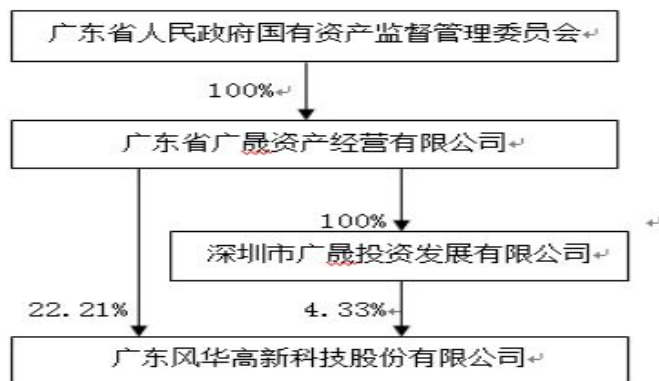 广东省人民政府国有资产监督管理委员会
100%
广东省广晟资产经营有限公司
100%
深圳市广晟投资发展有限公司
22.21%
4.33%
广东风华高新科技股份有限公司